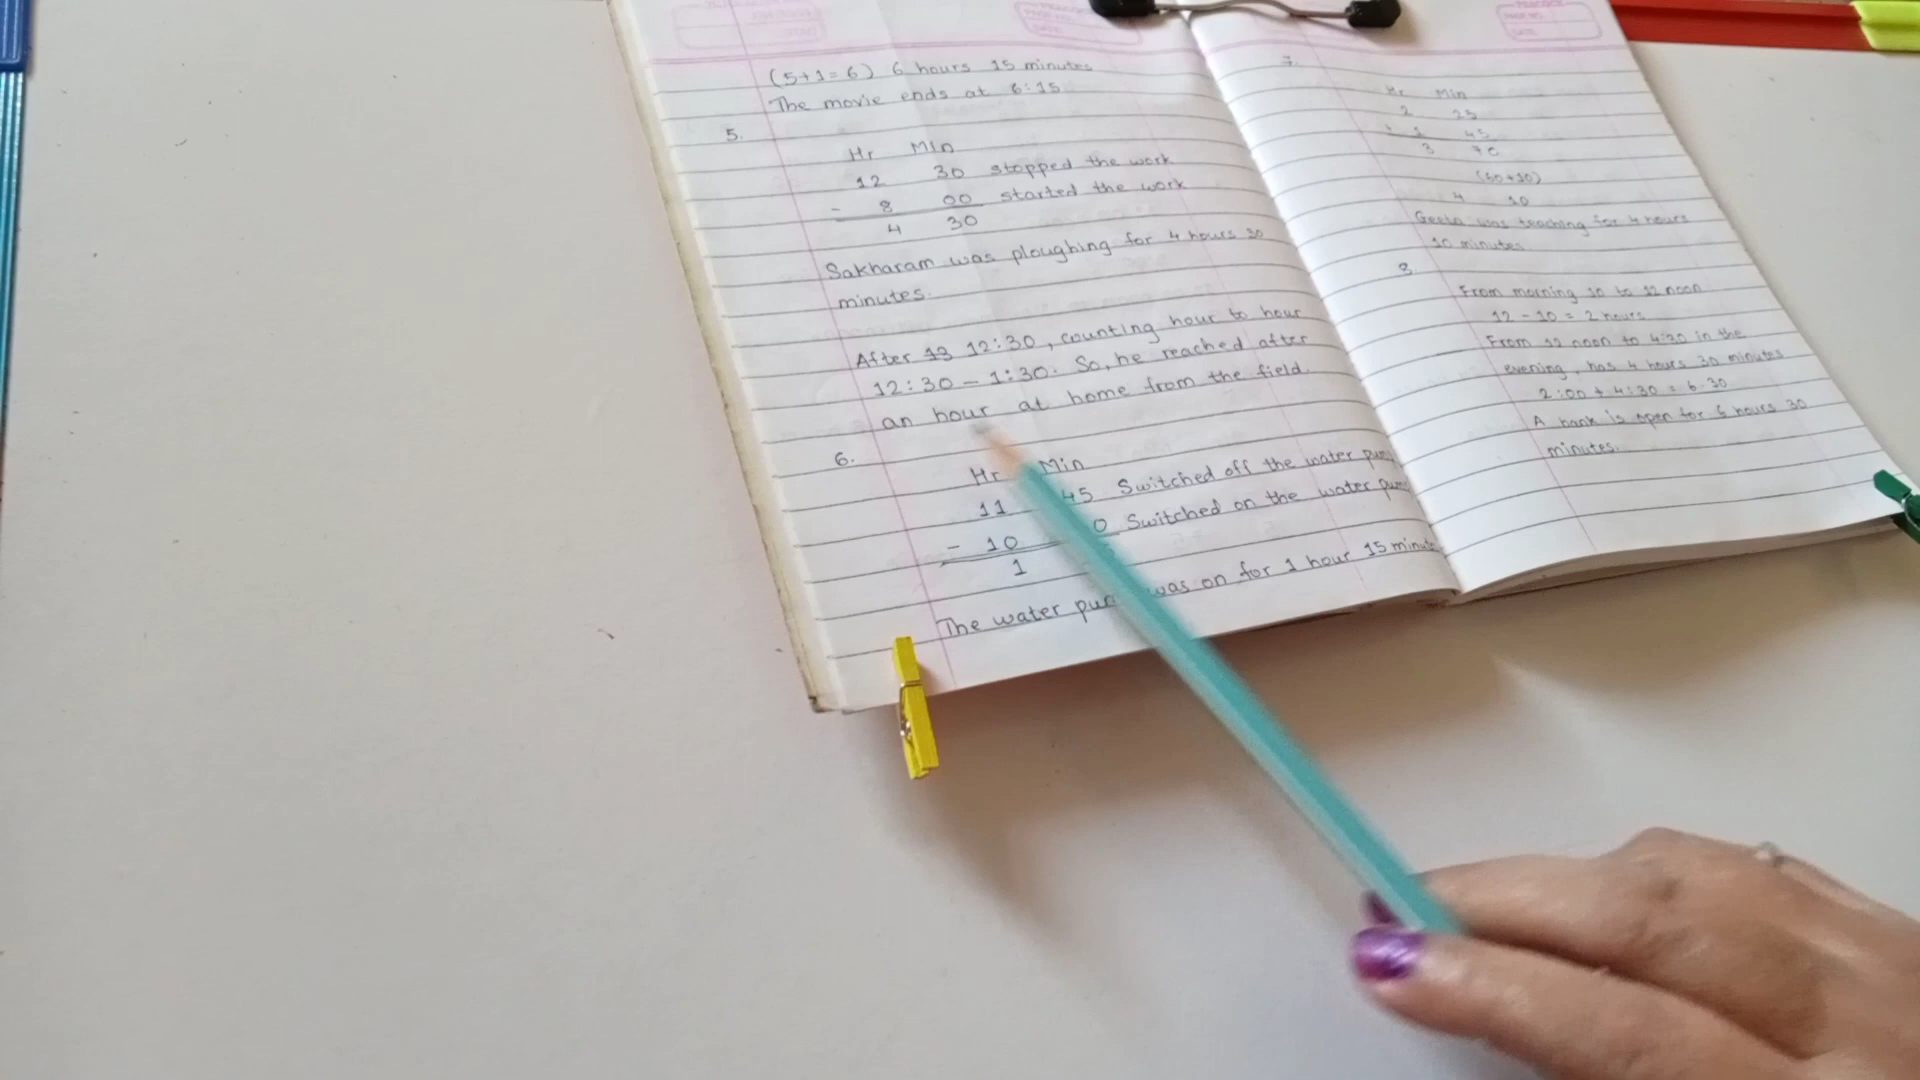 (5+1=6) 6 hours 15 minutes
The movie ends at 6:15
5.
Hr Min
12 30 stopped the work
- 8 00 started the work
4 30
Sakharam was ploughing for 4 hours 30
minutes.
After 13 12:30, counting hour to hour
12:30 - 1:30. So, he reached after
an hour at home from the field.
6.
Hr Min
11 45 Switched off the water
- 10 0 Switched on the water
1
The water was on for 1 hour 15
7
Hr Min
2 25
+ 1 45
3 70
(60+10)
4 10
Geeta was teaching for 4 hours
10 minutes.
8
From morning 10 to 12 noon
12 - 10 = 2 hours
From 12 noon to 4:30 in the
evening, has 4 hours 30 minutes
2:00 + 4:30 = 6.30
A bank is open for 6 hours 30
minutes.